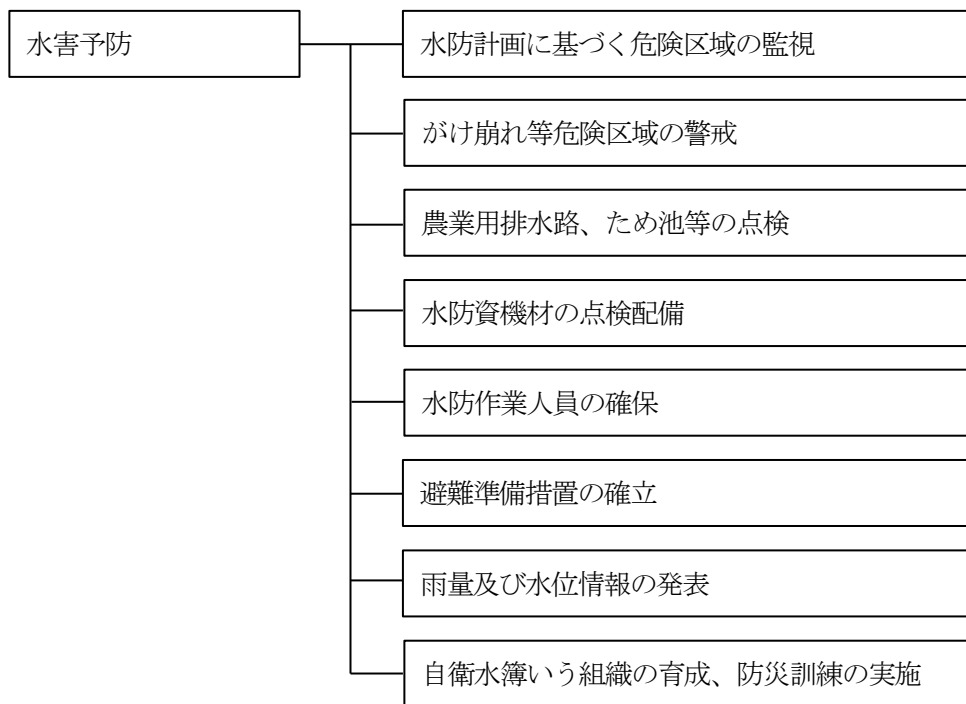 水害予防
水防計画に基づく危険区域の監視
がけ崩れ等危険区域の警戒
農業用排水路、ため池等の点検
水防資機材の点検配備
水防作業人員の確保
避難準備措置の確立
雨量及び水位情報の発表
自衛水簿いう組織の育成、防災訓練の実施